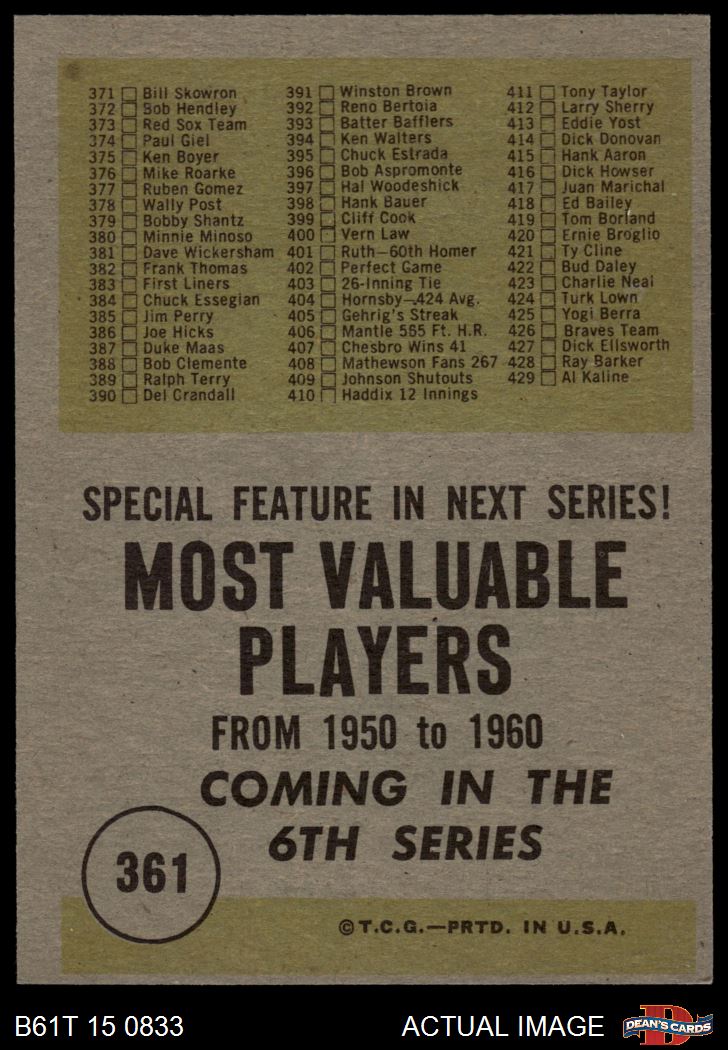 371 Bill Skowron
372 Bob Hendley
373 Red Sox Team
374 Paul Giel
375 Ken Boyer
376 Mike Roarke
377 Ruben Gomez
378 Wally Post
379 Bobby Shantz
380 Minnie Minoso
381 Dave Wickersham
382 Frank Thomas
383 First Liners
384 Chuck Essegian
385 Jim Perry
386 Joe Hicks
387 Duke Maas
388 Bob Clemente
389 Ralph Terry
390 Del Crandall
391 Winston Brown
392 Reno Bertoia
393 Batter Bafflers
394 Ken Walters
395 Chuck Estrada
396 Bob Aspromonte
397 Hal Woodeshick
398 Hank Bauer
399 Cliff Cook
400 Vern Law
401 Ruth—60th Homer
402 Perfect Game
403 26-Inning Tie
404 Hornsby—.424 Avg.
405 Gehrig's Streak
406 Mantle 565 Ft. H.R.
407 Chesbro Wins 41
408 Mathewson Fans 267
409 Johnson Shutouts
410 Haddix 12 Innings
411 Tony Taylor
412 Larry Sherry
413 Eddie Yost
414 Dick Donovan
415 Hank Aaron
416 Dick Howser
417 Juan Marichal
418 Ed Bailey
419 Tom Borland
420 Ernie Broglio
421 Ty Cline
422 Bud Daley
423 Charlie Neal
424 Turk Lown
425 Yogi Berra
426 Braves Team
427 Dick Ellsworth
428 Ray Barker
429 Al Kaline
SPECIAL FEATURE IN NEXT SERIES!
MOST VALUABLE
PLAYERS
FROM 1950 to 1960
COMING IN THE
6TH SERIES
361
©T.C.G.—PRTD. IN U.S.A.
B61T 15 0833 ACTUAL IMAGE
D
DEAN'S CARDS